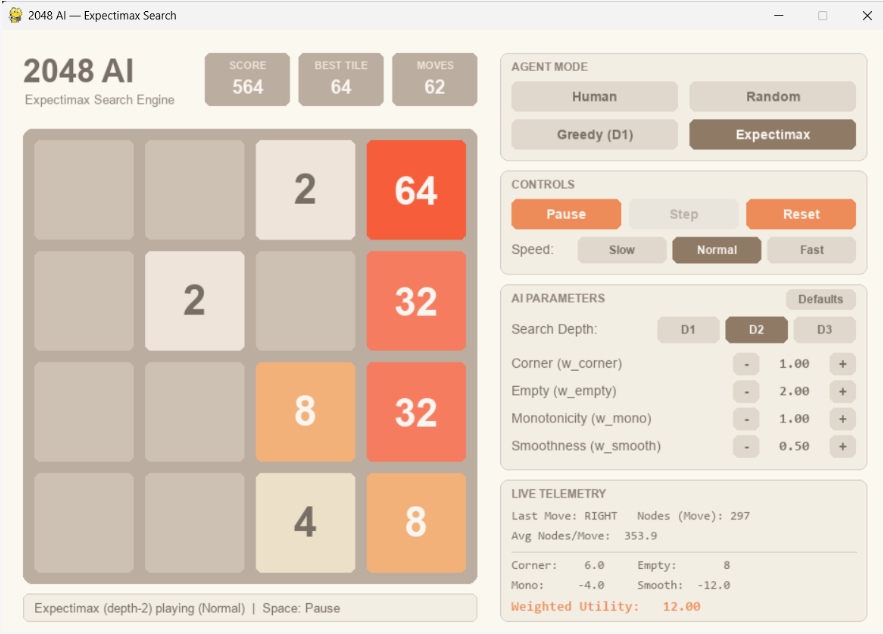 2048 AI — Expectimax Search
2048 AI
Expectimax Search Engine
SCORE
564
BEST TILE
64
MOVES
62
2 64
2 32
8 32
4 8
Expectimax (depth-2) playing (Normal) | Space: Pause
AGENT MODE
Human Random
Greedy (D1) Expectimax
CONTROLS
Pause Step Reset
Speed: Slow Normal Fast
AI PARAMETERS Defaults
Search Depth: D1 D2 D3
Corner (w_corner) - 1.00 +
Empty (w_empty) - 2.00 +
Monotonicity (w_mono) - 1.00 +
Smoothness (w_smooth) - 0.50 +
LIVE TELEMETRY
Last Move: RIGHT Nodes (Move): 297
Avg Nodes/Move: 353.9
Corner: 6.0 Empty: 8
Mono: -4.0 Smooth: -12.0
Weighted Utility: 12.00